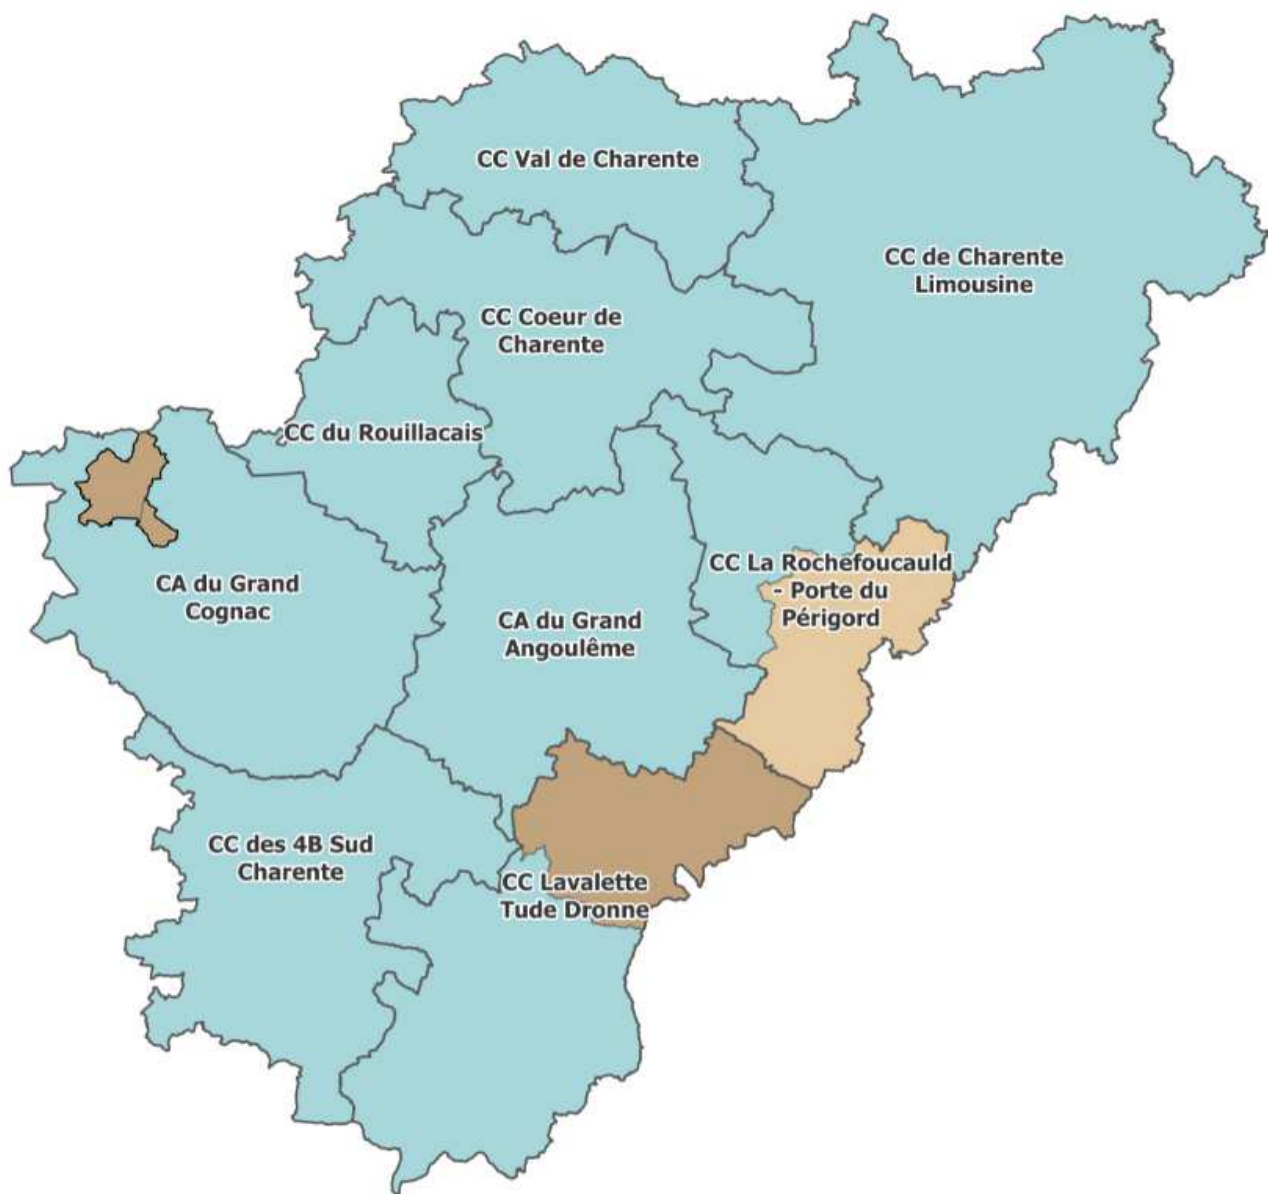 CC Val de Charente
CC de Charente
Limousine
CC Coeur de
Charente
CC du Rouillacais
CC La Rochefoucauld
- Porte du
Périgord
CA du Grand
Cognac
CA du Grand
Angoulême
CC des 4B Sud
Charente
CC Lavalette
Tude Dronne